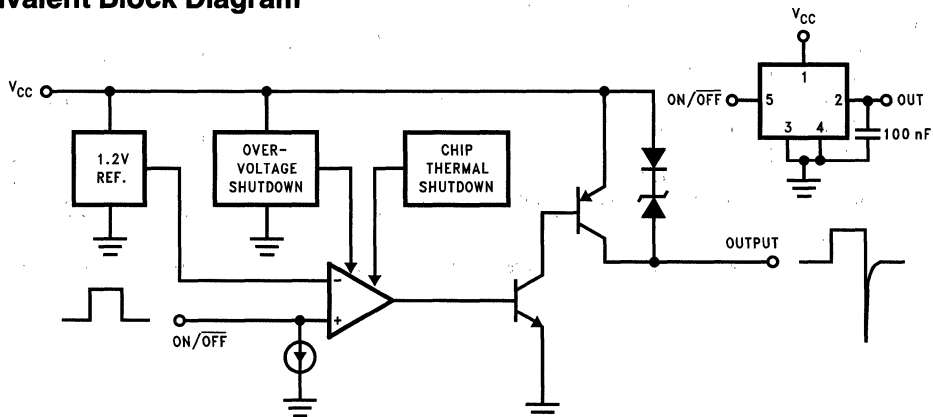 ivalent Block Diagram
VCC
1.2V
REF.
OVER-
VOLTAGE
SHUTDOWN
CHIP
THERMAL
SHUTDOWN
-
+
ON/OFF
OUTPUT
VCC
1
ON/OFF
5
2
OUT
3
4
100 nF